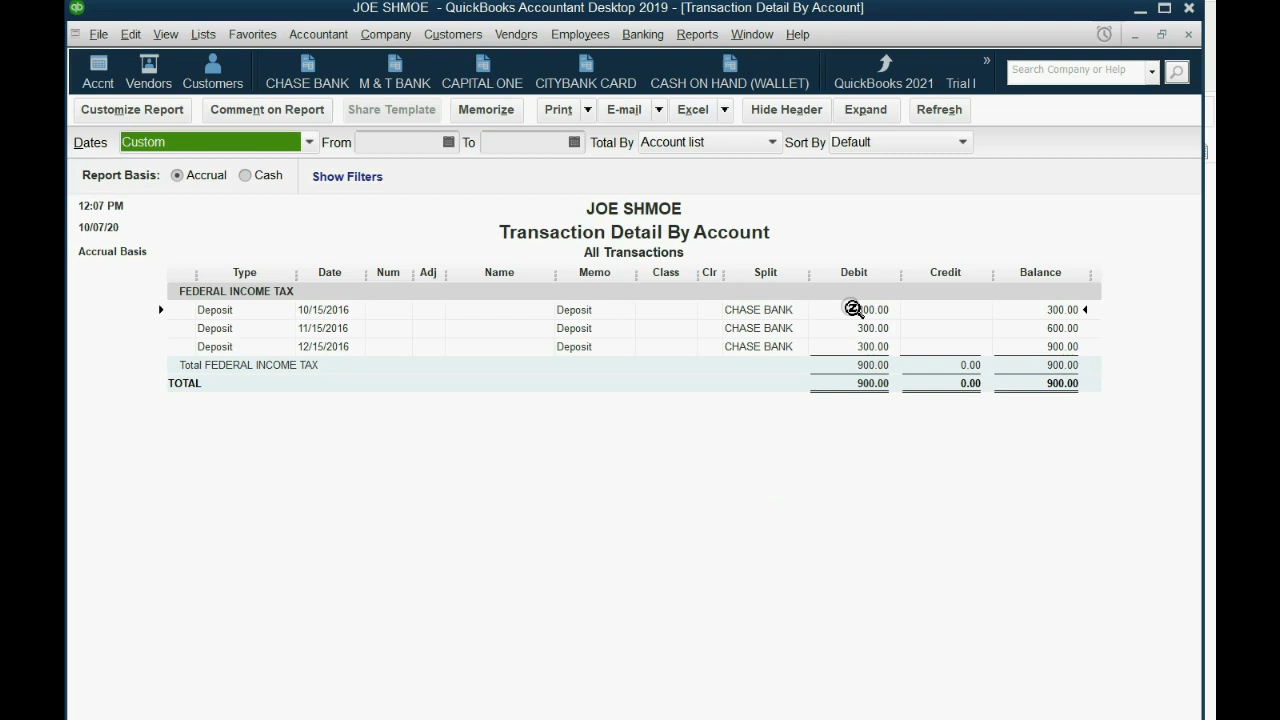 JOE SHMOE - QuickBooks Accountant Desktop 2019 - [Transaction Detail By Account]
File Edit View Lists Favorites Accountant Company Customers Vendors Employees Banking Reports Window Help
Accnt Vendors Customers CHASE BANK M & T BANK CAPITAL ONE CITYBANK CARD CASH ON HAND (WALLET) QuickBooks 2021 Trial » Search Company or Help
Customize Report Comment on Report Share Template Memorize Print E-mail Excel Hide Header Expand Refresh
Dates Custom From To Total By Account list Sort By Default
Report Basis: Accrual Cash Show Filters
12:07 PM
10/07/20
Accrual Basis
JOE SHMOE
Transaction Detail By Account
All Transactions
Type Date Num Adj Name Memo Class Clr Split Debit Credit Balance
FEDERAL INCOME TAX
Deposit 10/15/2016 Deposit CHASE BANK 300.00
Deposit 11/15/2016 Deposit CHASE BANK 300.00 600.00
Deposit 12/15/2016 Deposit CHASE BANK 300.00 900.00
Total FEDERAL INCOME TAX 900.00 0.00 900.00
TOTAL 900.00 0.00 900.00